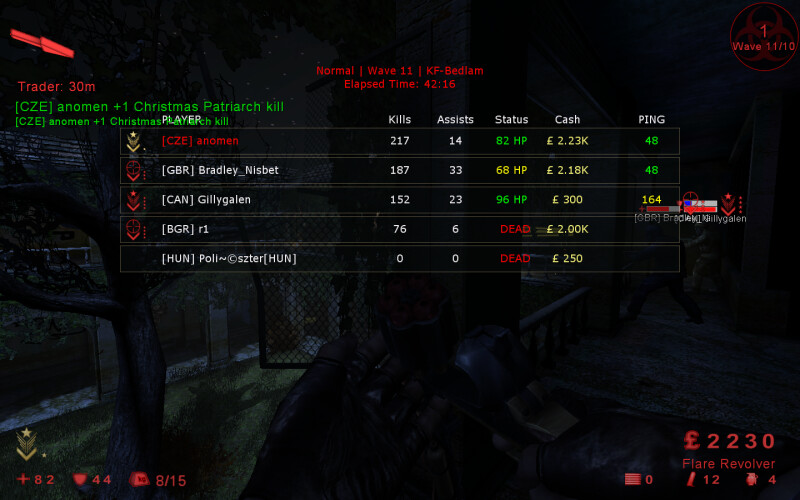 1
Wave 11/10
Normal | Wave 11 | KF-Bedlam
Elapsed Time: 42:16
Trader: 30m
[CZE] anomen +1 Christmas Patriarch kill
[CZE] anomen +1 Christmas Patriarch kill
PLAYER Kills Assists Status Cash PING
[CZE] anomen 217 14 82 HP £ 2.23K 48
[GBR] Bradley_Nisbet 187 33 68 HP £ 2.18K 48
[CAN] Gillygalen 152 23 96 HP £ 300 164
[BGR] r1 76 6 DEAD £ 2.00K
[HUN] Poli~©szter[HUN] 0 0 DEAD £ 250
£ 2230
Flare Revolver
82 44 8/15 0 12 4